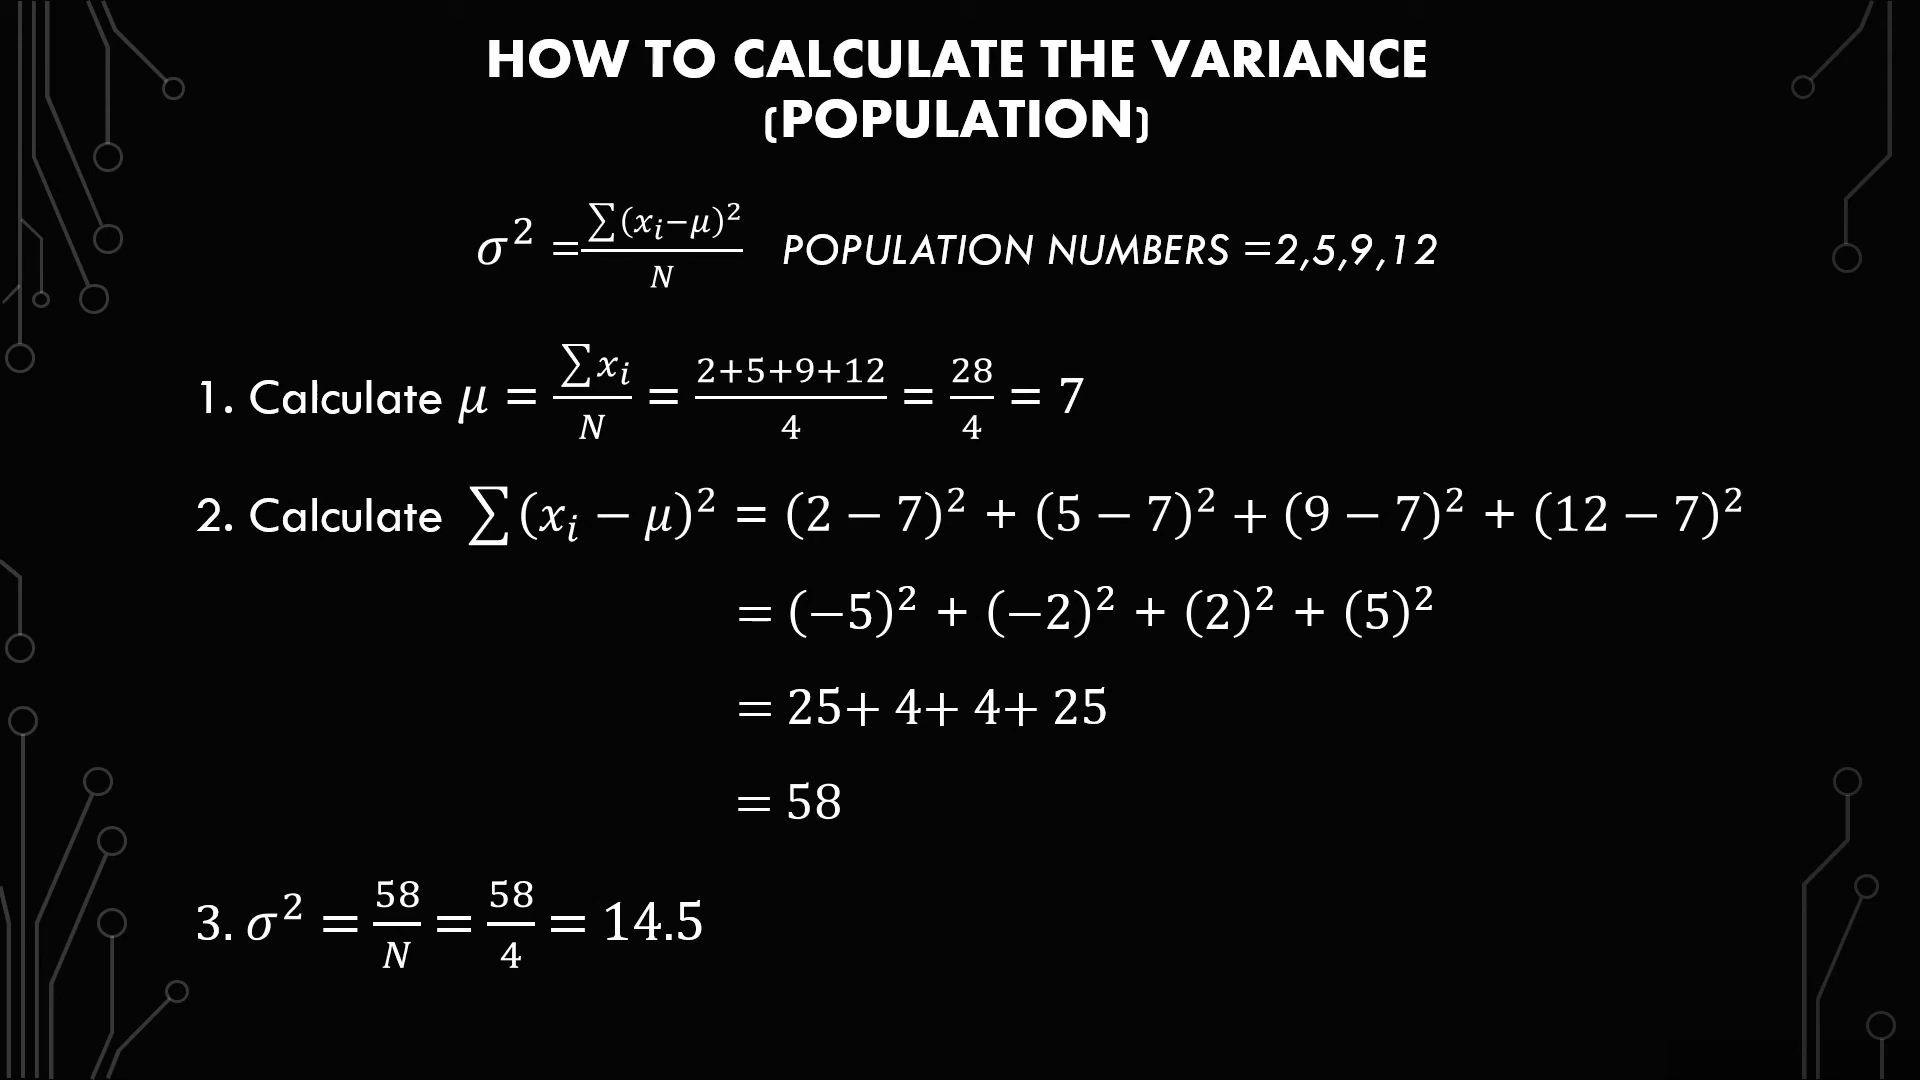 HOW TO CALCULATE THE VARIANCE
(POPULATION)
σ² = ∑(xᵢ−μ)² / N POPULATION NUMBERS =2,5,9,12
1. Calculate μ = ∑xᵢ / N = 2+5+9+12 / 4 = 28 / 4 = 7
2. Calculate ∑(xᵢ − μ)² = (2 − 7)² + (5 − 7)² + (9 − 7)² + (12 − 7)²
= (−5)² + (−2)² + (2)² + (5)²
= 25+ 4+ 4+ 25
= 58
3. σ² = 58 / N = 58 / 4 = 14.5